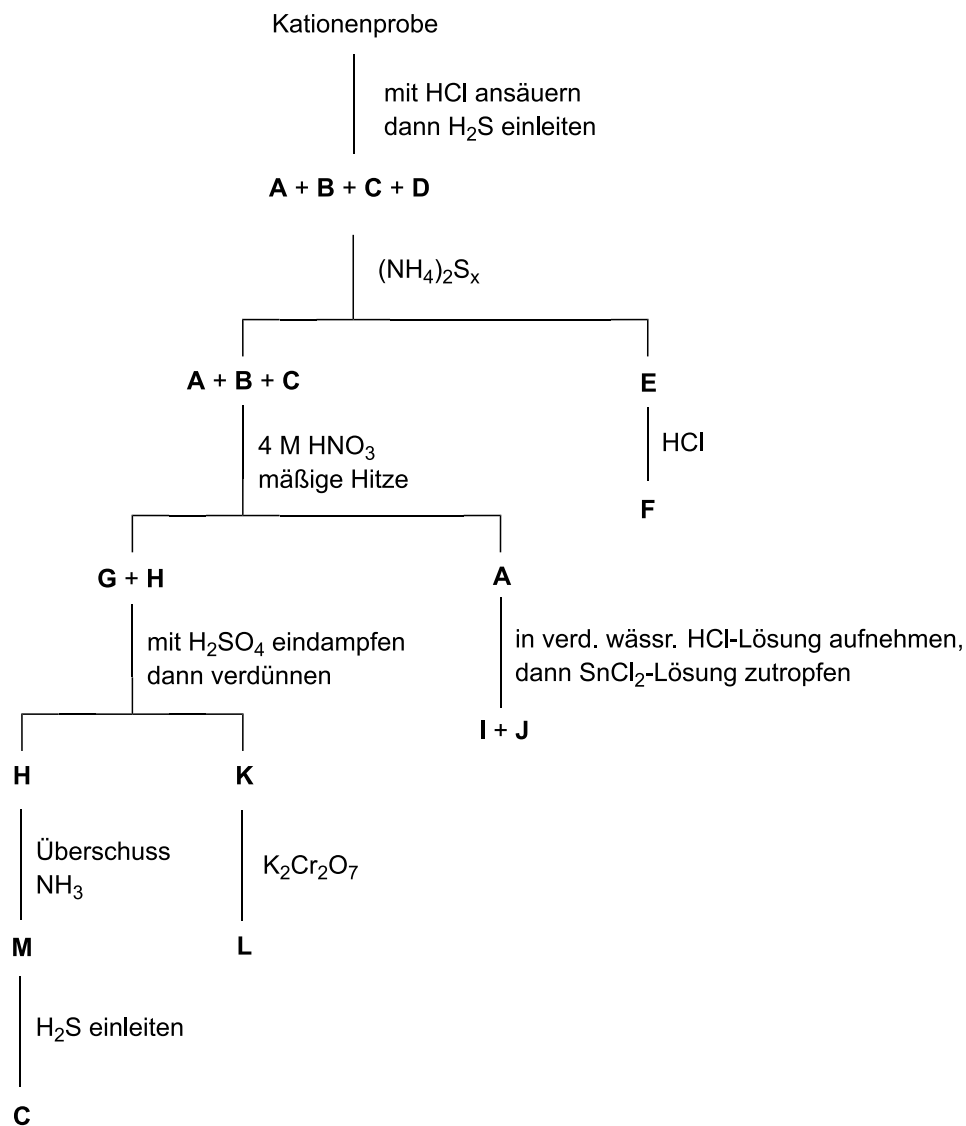 Kationenprobe
mit HCl ansäuern
dann H₂S einleiten
A + B + C + D
(NH₄)₂Sₓ
A + B + C
E
4 M HNO₃
mäßige Hitze
HCl
F
G + H
A
mit H₂SO₄ eindampfen
dann verdünnen
in verd. wässr. HCl-Lösung aufnehmen,
dann SnCl₂-Lösung zutropfen
I + J
H
K
Überschuss
NH₃
K₂Cr₂O₇
M
L
H₂S einleiten
C